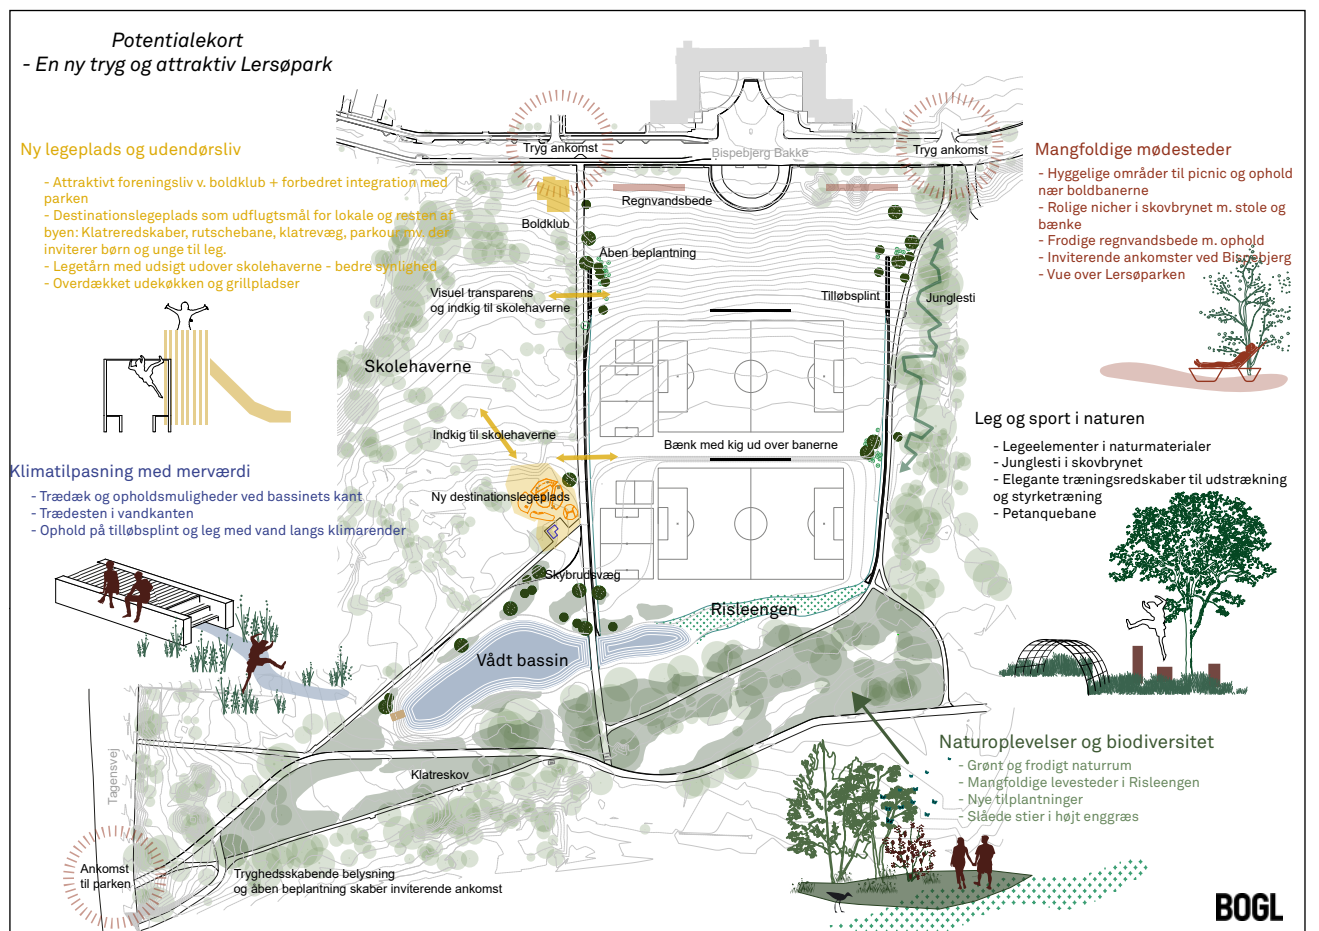 Potentialekort
- En ny tryg og attraktiv Lersøpark
Ny legeplads og udendørsliv
- Attraktivt foreningsliv v. boldklub + forbedret integration med
parken
- Destinationslegeplads som udflugtsmål for lokale og resten af
byen: Klatreredskaber, rutschebane, klatrevæg, parkour mv. der
inviterer børn og unge til leg.
- Legetårn med udsigt udover skolehaverne - bedre synlighed
- Overdækket udekøkken og grillpladser
Klimatilpasning med merværdi
- Trædæk og opholdsmuligheder ved bassinets kant
- Trædesten i vandkanten
- Ophold på tilløbsplint og leg med vand langs klimarender
Tryg ankomst
Bispebjerg Bakke
Tryg ankomst
Regnvandsbede
Boldklub
Åben beplantning
Visuel transparens
og indkig til skolehaverne
Tilløbsplint
Junglesti
Skolehaverne
Indkig til skolehaverne
Bænk med kig ud over banerne
Ny destinationslegeplads
Skybrudsvæg
Risleengen
Vådt bassin
Klatreskov
Tagensvej
Ankomst
til parken
Tryghedsskabende belysning
og åben beplantning skaber inviterende ankomst
Mangfoldige mødesteder
- Hyggelige områder til picnic og ophold
nær boldbanerne
- Rolige nicher i skovbrynet m. stole og
bænke
- Frodige regnvandsbede m. ophold
- Inviterende ankomster ved Bispebjerg
- Vue over Lersøparken
Leg og sport i naturen
- Legeelementer i naturmaterialer
- Junglesti i skovbrynet
- Elegante træningsredskaber til udstrækning
og styrketræning
- Petanquebane
Naturoplevelser og biodiversitet
- Grønt og frodigt naturrum
- Mangfoldige levesteder i Risleengen
- Nye tilplantninger
- Slåede stier i højt enggræs
BOGL